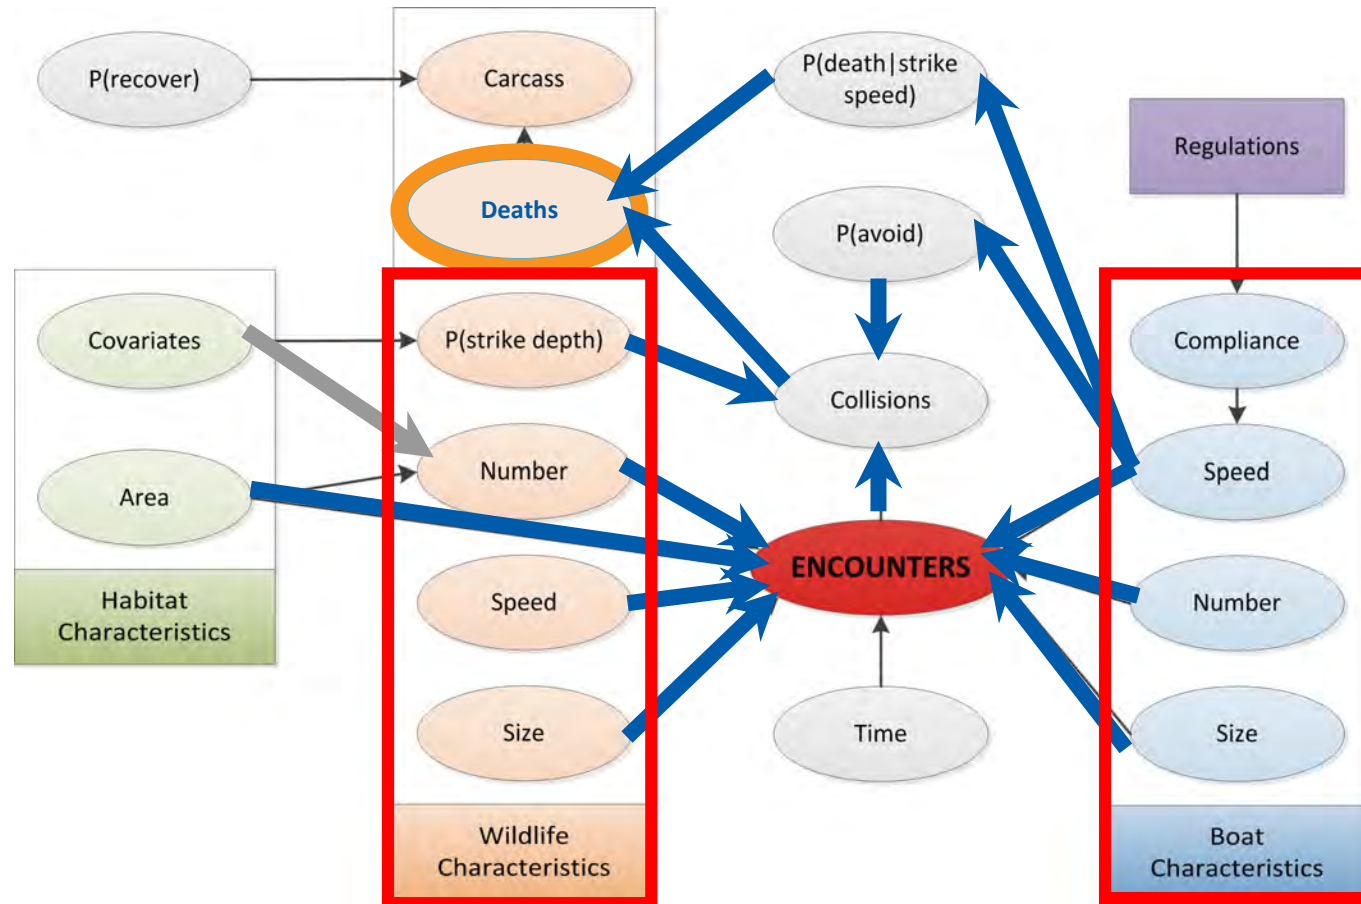 P(recover)
Carcass
P(death|strike
speed)
Regulations
Deaths
P(avoid)
Covariates
P(strike depth)
Compliance
Collisions
Number
Speed
Area
ENCOUNTERS
Speed
Number
Habitat
Characteristics
Size
Time
Size
Wildlife
Characteristics
Boat
Characteristics